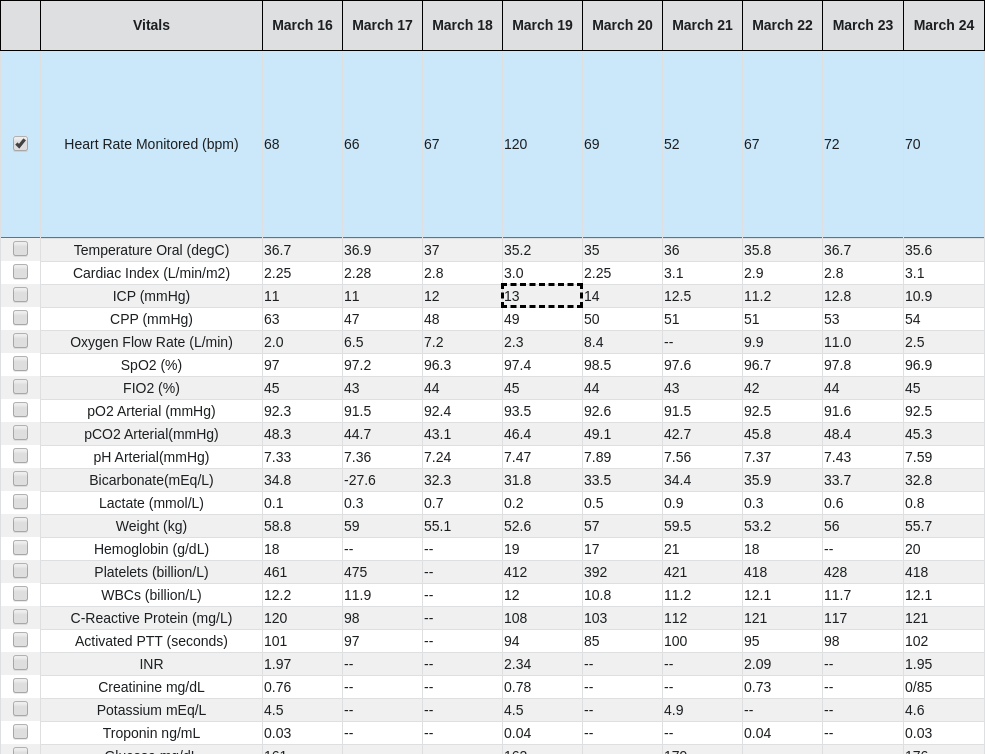 Vitals March 16 March 17 March 18 March 19 March 20 March 21 March 22 March 23 March 24
Heart Rate Monitored (bpm) 68 66 67 120 69 52 67 72 70
Temperature Oral (degC) 36.7 36.9 37 35.2 35 36 35.8 36.7 35.6
Cardiac Index (L/min/m2) 2.25 2.28 2.8 3.0 2.25 3.1 2.9 2.8 3.1
ICP (mmHg) 11 11 12 13 14 12.5 11.2 12.8 10.9
CPP (mmHg) 63 47 48 49 50 51 51 53 54
Oxygen Flow Rate (L/min) 2.0 6.5 7.2 2.3 8.4 -- 9.9 11.0 2.5
SpO2 (%) 97 97.2 96.3 97.4 98.5 97.6 96.7 97.8 96.9
FIO2 (%) 45 43 44 45 44 43 42 44 45
pO2 Arterial (mmHg) 92.3 91.5 92.4 93.5 92.6 91.5 92.5 91.6 92.5
pCO2 Arterial(mmHg) 48.3 44.7 43.1 46.4 49.1 42.7 45.8 48.4 45.3
pH Arterial(mmHg) 7.33 7.36 7.24 7.47 7.89 7.56 7.37 7.43 7.59
Bicarbonate(mEq/L) 34.8 -27.6 32.3 31.8 33.5 34.4 35.9 33.7 32.8
Lactate (mmol/L) 0.1 0.3 0.7 0.2 0.5 0.9 0.3 0.6 0.8
Weight (kg) 58.8 59 55.1 52.6 57 59.5 53.2 56 55.7
Hemoglobin (g/dL) 18 -- -- 19 17 21 18 -- 20
Platelets (billion/L) 461 475 -- 412 392 421 418 428 418
WBCs (billion/L) 12.2 11.9 -- 12 10.8 11.2 12.1 11.7 12.1
C-Reactive Protein (mg/L) 120 98 -- 108 103 112 121 117 121
Activated PTT (seconds) 101 97 -- 94 85 100 95 98 102
INR 1.97 -- -- 2.34 -- -- 2.09 -- 1.95
Creatinine mg/dL 0.76 -- -- 0.78 -- -- 0.73 -- 0/85
Potassium mEq/L 4.5 -- -- 4.5 -- 4.9 -- -- 4.6
Troponin ng/mL 0.03 -- -- 0.04 -- -- 0.04 -- 0.03